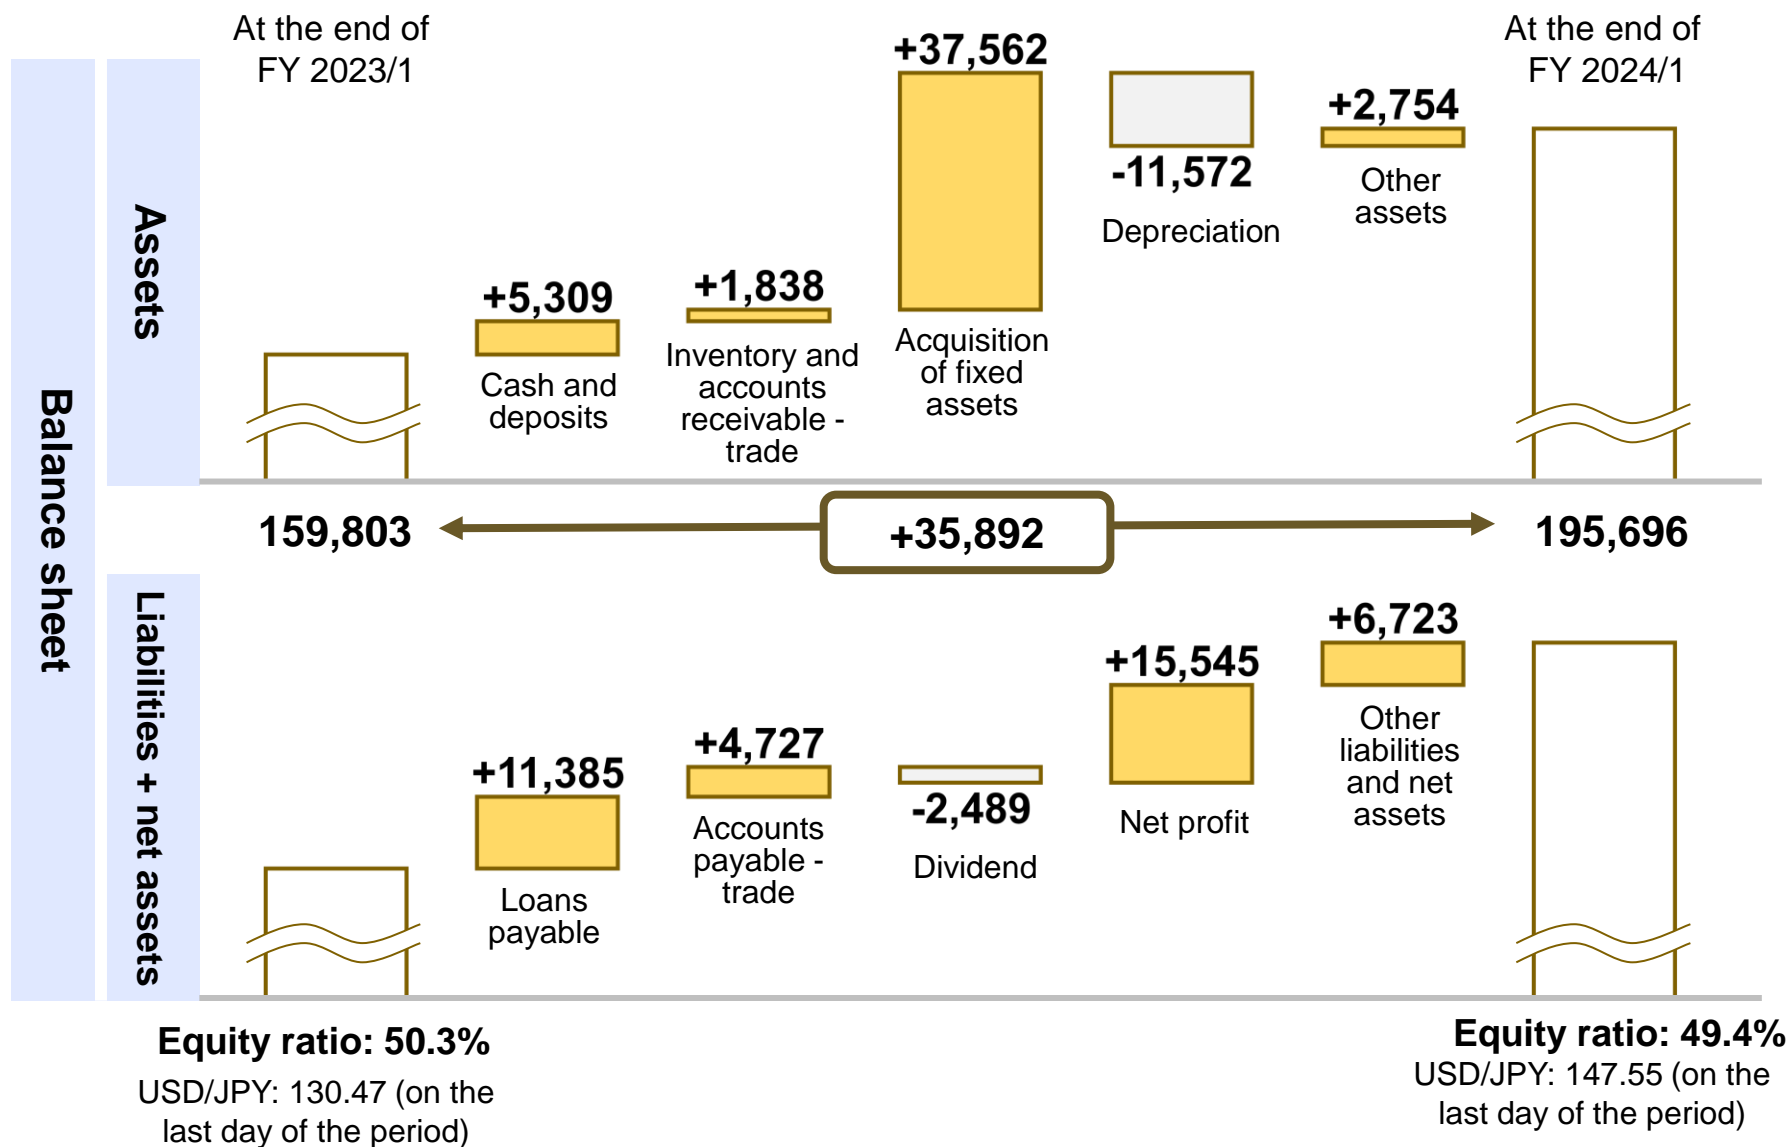 At the end of
FY 2023/1
At the end of
FY 2024/1
Balance sheet
Assets
+5,309
Cash and
deposits
+1,838
Inventory and
accounts
receivable -
trade
+37,562
Acquisition
of fixed
assets
-11,572
Depreciation
+2,754
Other
assets
159,803
+35,892
195,696
Liabilities + net assets
+11,385
Loans
payable
+4,727
Accounts
payable -
trade
-2,489
Dividend
+15,545
Net profit
+6,723
Other
liabilities
and net
assets
Equity ratio: 50.3%
USD/JPY: 130.47 (on the
last day of the period)
Equity ratio: 49.4%
USD/JPY: 147.55 (on the
last day of the period)